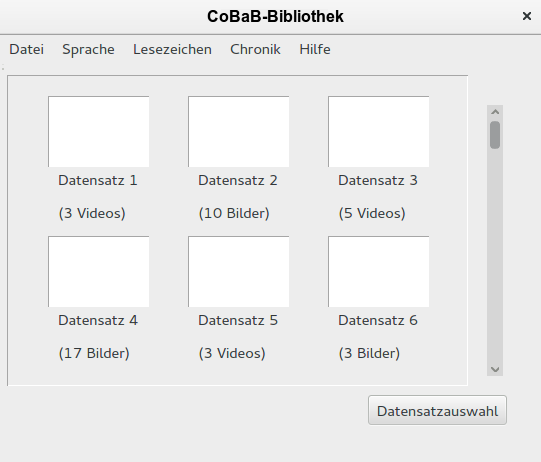 CoBaB-Bibliothek
Datei Sprache Lesezeichen Chronik Hilfe
Datensatz 1 Datensatz 2 Datensatz 3
(3 Videos) (10 Bilder) (5 Videos)
Datensatz 4 Datensatz 5 Datensatz 6
(17 Bilder) (3 Videos) (3 Bilder)
Datensatzauswahl